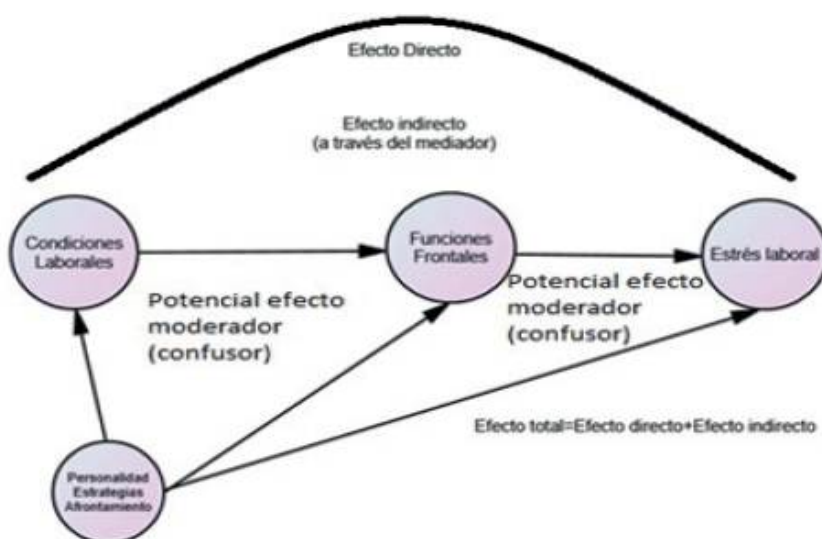 Efecto Directo
Efecto indirecto
(a través del mediador)
Condiciones
Laborales
Funciones
Frontales
Estrés laboral
Potencial efecto
moderador
(confusor)
Potencial efecto
moderador
(confusor)
Efecto total=Efecto directo+Efecto indirecto
Personalidad
Estrategias
Afrontamiento